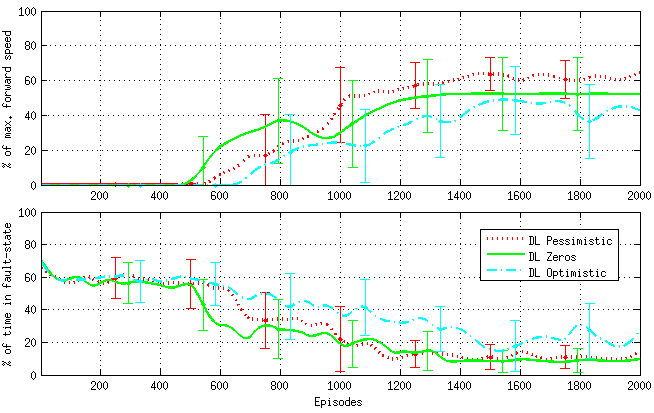 % of max. forward speed
100
80
60
40
20
0
200 400 600 800 1000 1200 1400 1600 1800 2000
% of time in fault-state
100
80
60
40
20
0
DL Pessimistic
DL Zeros
DL Optimistic
200 400 600 800 1000 1200 1400 1600 1800 2000
Episodes